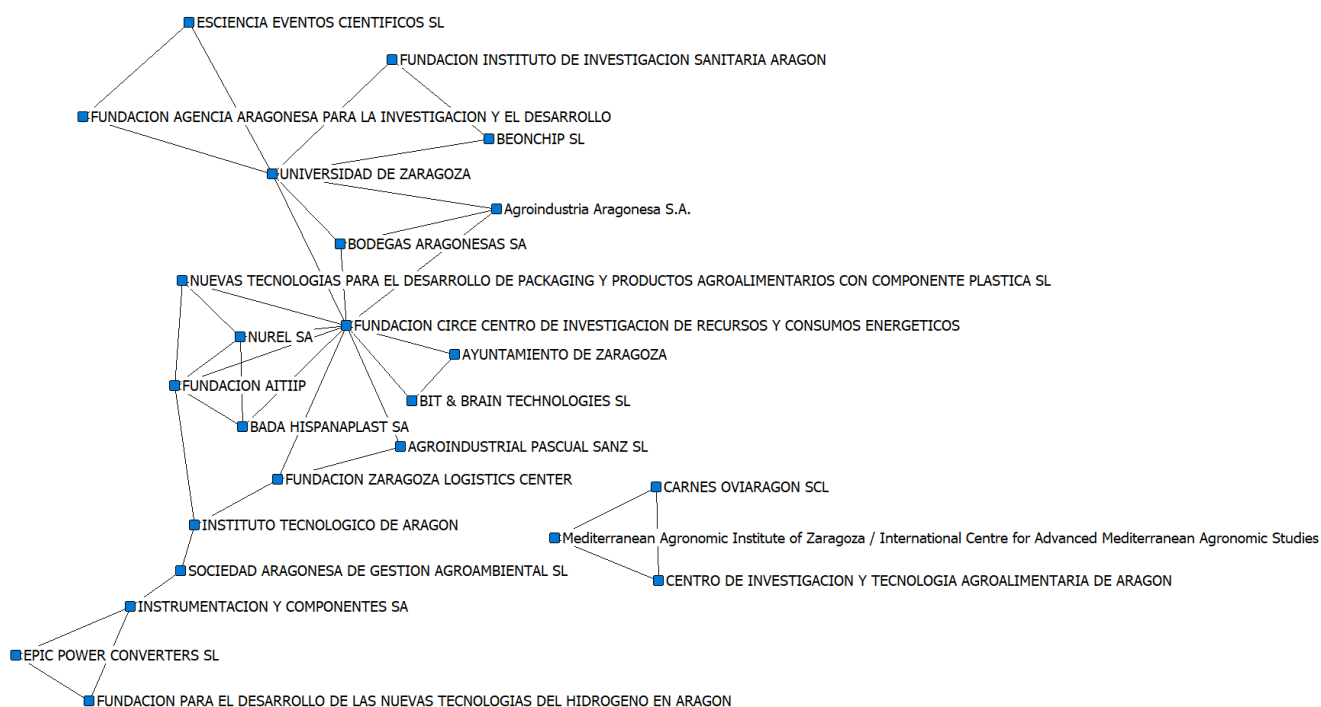 ESCIENCIA EVENTOS CIENTIFICOS SL
FUNDACION INSTITUTO DE INVESTIGACION SANITARIA ARAGON
FUNDACION AGENCIA ARAGONESA PARA LA INVESTIGACION Y EL DESARROLLO
BEONCHIP SL
UNIVERSIDAD DE ZARAGOZA
Agroindustria Aragonesa S.A.
BODEGAS ARAGONESAS SA
NUEVAS TECNOLOGIAS PARA EL DESARROLLO DE PACKAGING Y PRODUCTOS AGROALIMENTARIOS CON COMPONENTE PLASTICA SL
FUNDACION CIRCE CENTRO DE INVESTIGACION DE RECURSOS Y CONSUMOS ENERGETICOS
NUREL SA
AYUNTAMIENTO DE ZARAGOZA
FUNDACION AITIIP
BIT & BRAIN TECHNOLOGIES SL
BADA HISPANAPLAST SA
AGROINDUSTRIAL PASCUAL SANZ SL
FUNDACION ZARAGOZA LOGISTICS CENTER
CARNES OVIARAGON SCL
INSTITUTO TECNOLOGICO DE ARAGON
Mediterranean Agronomic Institute of Zaragoza / International Centre for Advanced Mediterranean Agronomic Studies
SOCIEDAD ARAGONESA DE GESTION AGROAMBIENTAL SL
CENTRO DE INVESTIGACION Y TECNOLOGIA AGROALIMENTARIA DE ARAGON
INSTRUMENTACION Y COMPONENTES SA
EPIC POWER CONVERTERS SL
FUNDACION PARA EL DESARROLLO DE LAS NUEVAS TECNOLOGIAS DEL HIDROGENO EN ARAGON